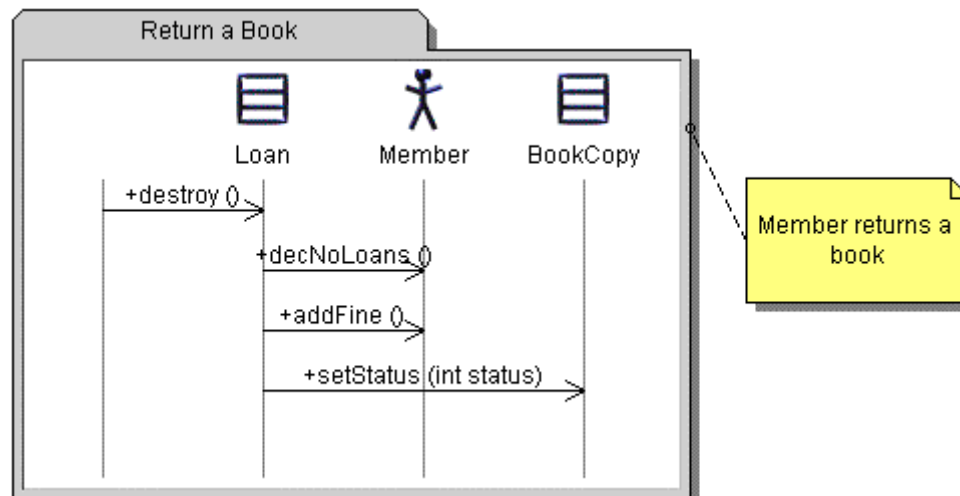 Return a Book
Loan
Member
BookCopy
+destroy ()
+decNoLoans ()
+addFine ()
+setStatus (int status)
Member returns a
book